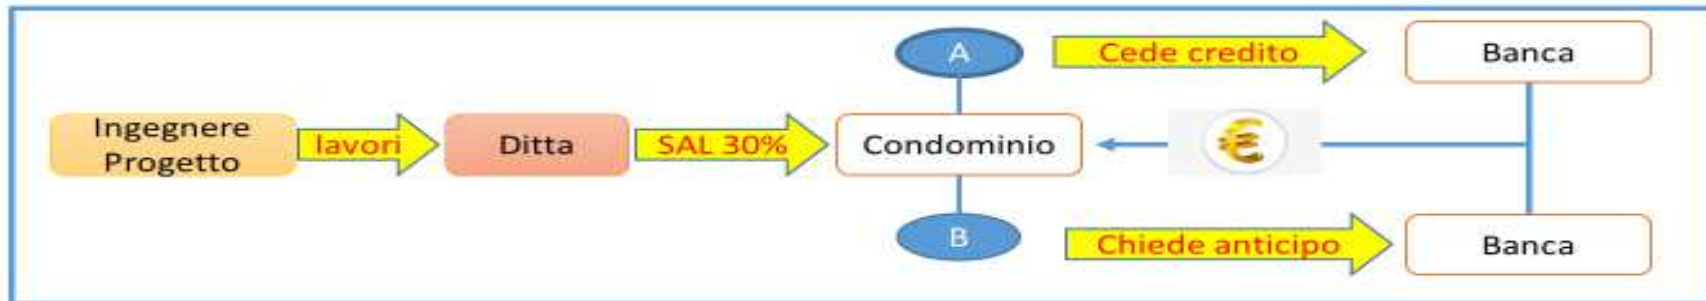 A
Cede credito
Banca
Ingegnere
Progetto
lavori
Ditta
SAL 30%
Condominio
€
B
Chiede anticipo
Banca